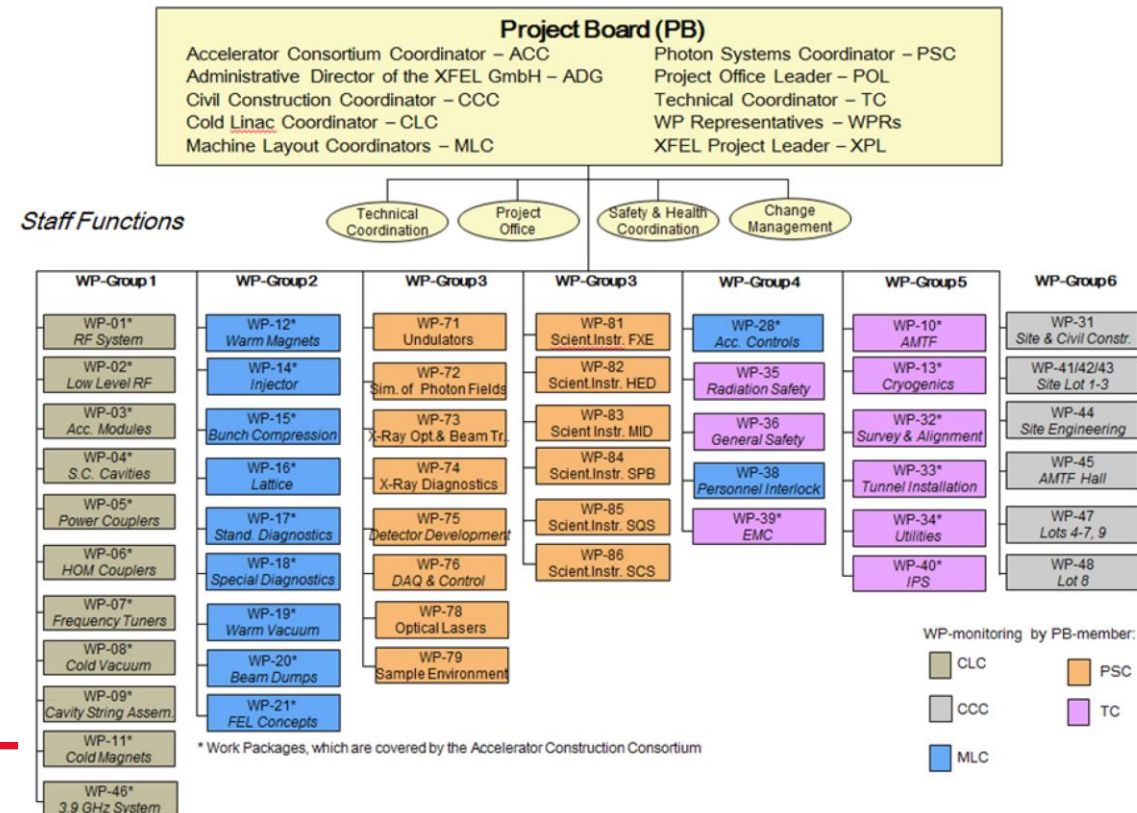 Project Board (PB)
Accelerator Consortium Coordinator – ACC
Administrative Director of the XFEL GmbH – ADG
Civil Construction Coordinator – CCC
Cold Linac Coordinator – CLC
Machine Layout Coordinators – MLC
Photon Systems Coordinator – PSC
Project Office Leader – POL
Technical Coordinator – TC
WP Representatives – WPRs
XFEL Project Leader – XPL
Staff Functions
Technical
Coordination
Project
Office
Safety & Health
Coordination
Change
Management
WP-Group 1
WP-01*
RF System
WP-02*
Low Level RF
WP-03*
Acc. Modules
WP-04*
S.C. Cavities
WP-05*
Power Couplers
WP-06*
HOM Couplers
WP-07*
Frequency Tuners
WP-08*
Cold Vacuum
WP-09*
Cavity String Assem.
WP-11*
Cold Magnets
WP-46*
3.9 GHz System
WP-Group2
WP-12*
Warm Magnets
WP-14*
Injector
WP-15*
Bunch Compression
WP-16*
Lattice
WP-17*
Stand. Diagnostics
WP-18*
Special Diagnostics
WP-19*
Warm Vacuum
WP-20*
Beam Dumps
WP-21*
FEL Concepts
WP-Group3
WP-71
Undulators
WP-72
Sim. of Photon Fields
WP-73
X-Ray Opt.& Beam Tr..
WP-74
X-Ray Diagnostics
WP-75
Detector Development
WP-76
DAQ & Control
WP-78
Optical Lasers
WP-79
Sample Environment
WP-Group3
WP-81
Scient.Instr. FXE
WP-82
Scient.Instr. HED
WP-83
Scient Instr. MID
WP-84
Scient.Instr. SPB
WP-85
Scient.Instr. SQS
WP-86
Scient.Instr. SCS
WP-Group4
WP-28*
Acc. Controls
WP-35
Radiation Safety
WP-36
General Safety
WP-38
Personnel Interlock
WP-39*
EMC
WP-Group5
WP-10*
AMTF
WP-13*
Cryogenics
WP-32*
Survey & Alignment
WP-33*
Tunnel Installation
WP-34*
Utilities
WP-40*
IPS
WP-Group6
WP-31
Site & Civil Constr.
WP-41/42/43
Site Lot 1-3
WP-44
Site Engineering
WP-45
AMTF Hall
WP-47
Lots 4-7, 9
WP-48
Lot 8
WP-monitoring by PB-member:
CLC
CCC
MLC
PSC
TC
* Work Packages, which are covered by the Accelerator Construction Consortium